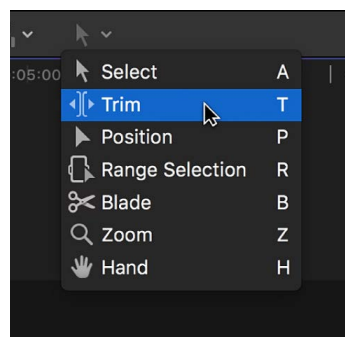 :05:00
Select A
Trim T
Position P
Range Selection R
Blade B
Zoom Z
Hand H